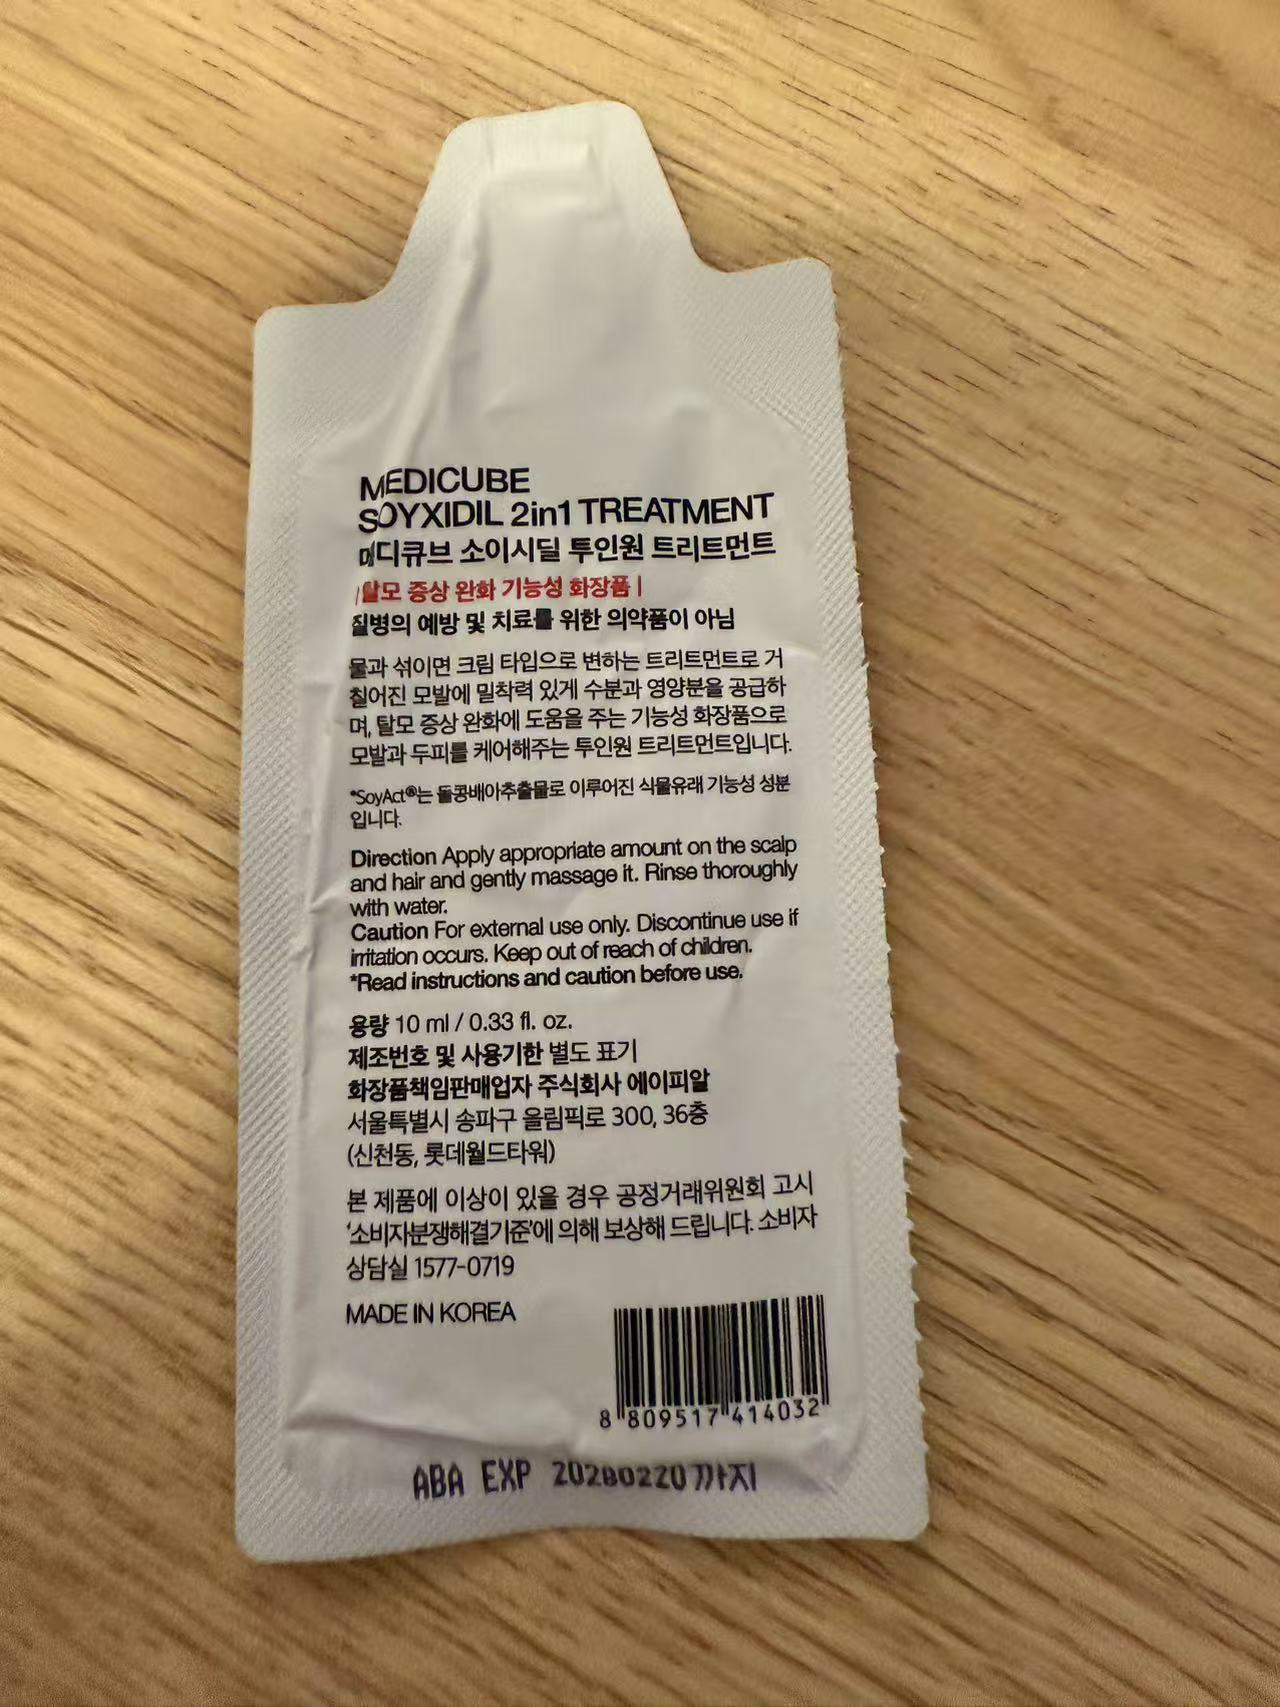 MEDICUBE
SOYXIDIL 2in1 TREATMENT
메디큐브 소이시딜 투인원 트리트먼트
| 탈모 증상 완화 기능성 화장품 |
질병의 예방 및 치료를 위한 의약품이 아님
물과 섞이면 크림 타입으로 변하는 트리트먼트로 거
칠어진 모발에 밀착력 있게 수분과 영양분을 공급하
며, 탈모 증상 완화에 도움을 주는 기능성 화장품으로
모발과 두피를 케어해주는 투인원 트리트먼트입니다.
*SoyAct®는 돌콩배아추출물로 이루어진 식물유래 기능성 성분
입니다.
Direction Apply appropriate amount on the scalp
and hair and gently massage it. Rinse thoroughly
with water.
Caution For external use only. Discontinue use if
irritation occurs. Keep out of reach of children.
*Read instructions and caution before use.
용량 10 ml / 0.33 fl. oz.
제조번호 및 사용기한 별도 표기
화장품책임판매업자 주식회사 에이피알
서울특별시 송파구 올림픽로 300, 36층
(신천동, 롯데월드타워)
본 제품에 이상이 있을 경우 공정거래위원회 고시
'소비자분쟁해결기준'에 의해 보상해 드립니다. 소비자
상담실 1577-0719
MADE IN KOREA
8 809517 414032
ABA EXP 20280220까지